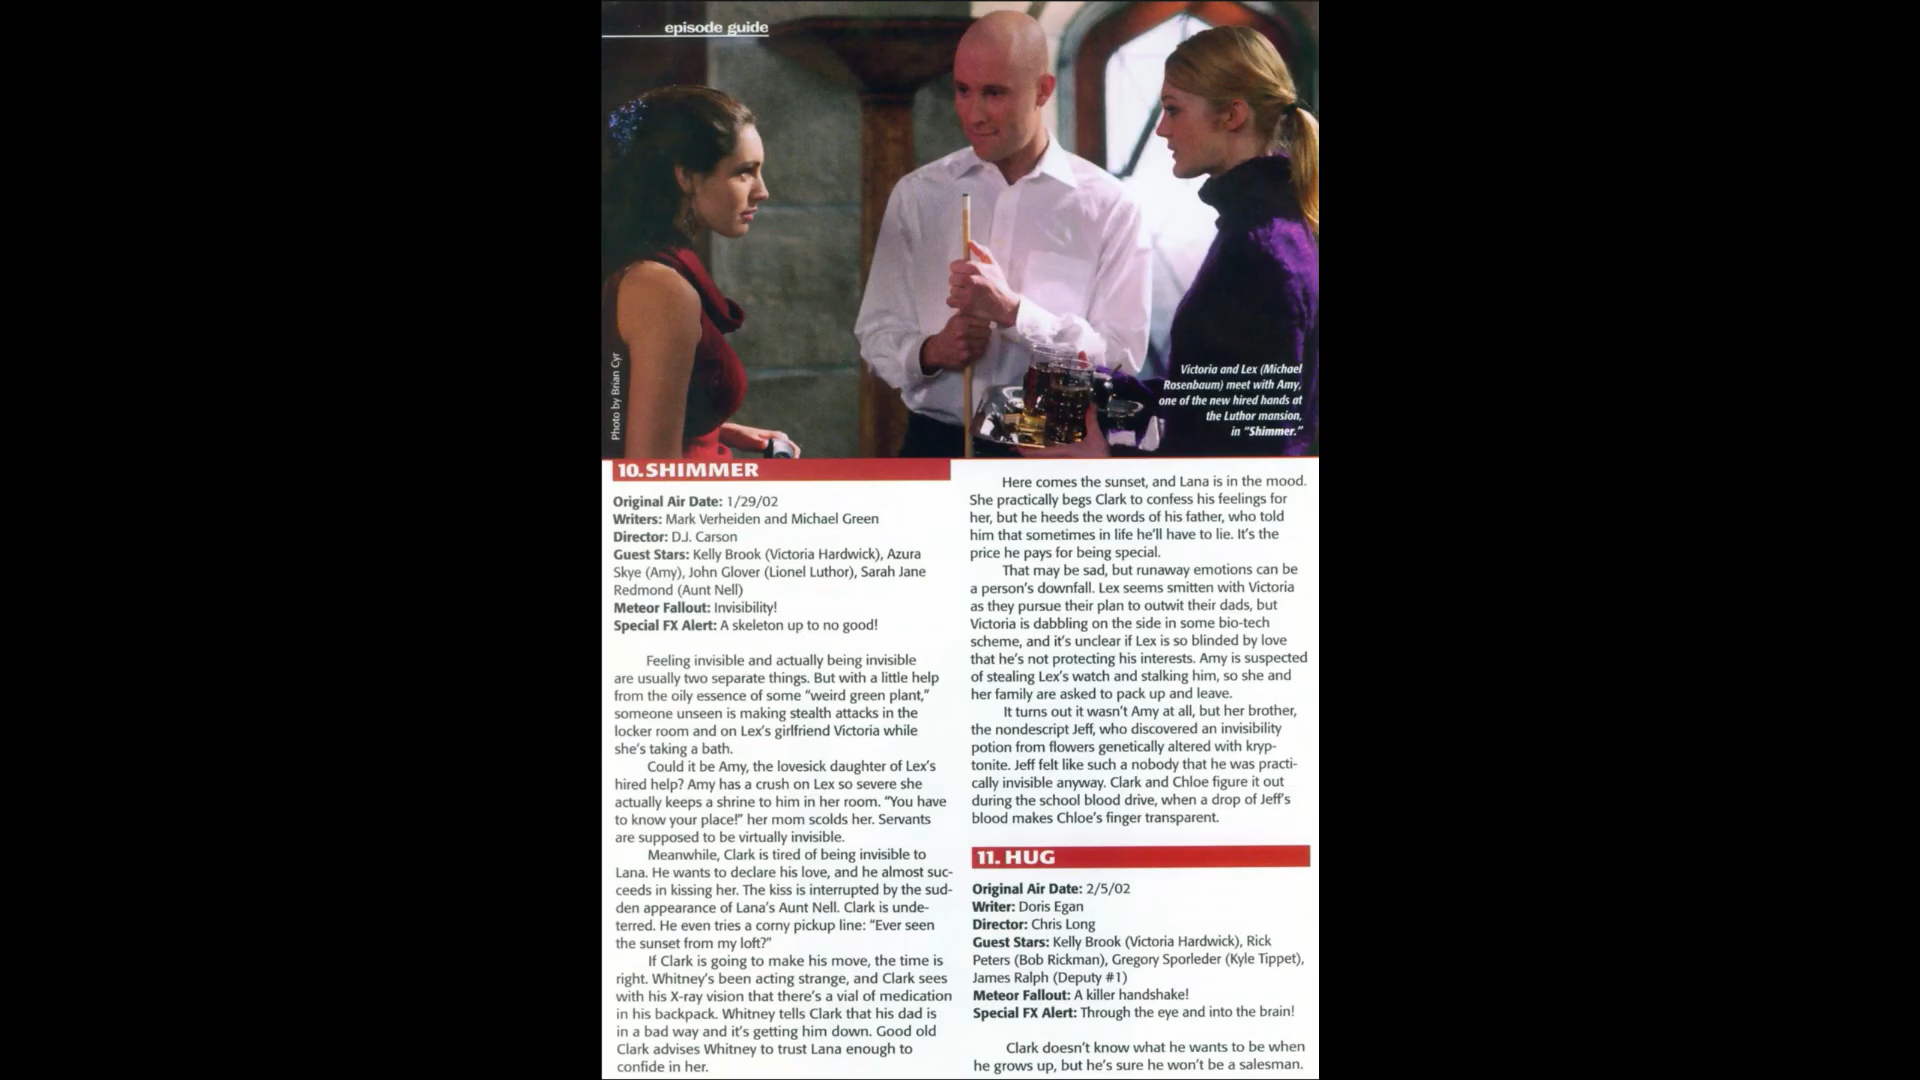 episode guide
Photo by Brian Cyr
Victoria and Lex (Michael
Rosenbaum) meet with Amy,
one of the new hired hands at
the Luthor mansion,
in “Shimmer.”
10. SHIMMER
Original Air Date: 1/29/02
Writers: Mark Verheiden and Michael Green
Director: D.J. Carson
Guest Stars: Kelly Brook (Victoria Hardwick), Azura
Skye (Amy), John Glover (Lionel Luthor), Sarah Jane
Redmond (Aunt Nell)
Meteor Fallout: Invisibility!
Special FX Alert: A skeleton up to no good!
Feeling invisible and actually being invisible
are usually two separate things. But with a little help
from the oily essence of some “weird green plant,”
someone unseen is making stealth attacks in the
locker room and on Lex’s girlfriend Victoria while
she’s taking a bath.
Could it be Amy, the lovesick daughter of Lex’s
hired help? Amy has a crush on Lex so severe she
actually keeps a shrine to him in her room. “You have
to know your place!” her mom scolds her. Servants
are supposed to be virtually invisible.
Meanwhile, Clark is tired of being invisible to
Lana. He wants to declare his love, and he almost suc-
ceeds in kissing her. The kiss is interrupted by the sud-
den appearance of Lana’s Aunt Nell. Clark is unde-
terred. He even tries a corny pickup line: “Ever seen
the sunset from my loft?”
If Clark is going to make his move, the time is
right. Whitney’s been acting strange, and Clark sees
with his X-ray vision that there’s a vial of medication
in his backpack. Whitney tells Clark that his dad is
in a bad way and it’s getting him down. Good old
Clark advises Whitney to trust Lana enough to
confide in her.
Here comes the sunset, and Lana is in the mood.
She practically begs Clark to confess his feelings for
her, but he heeds the words of his father, who told
him that sometimes in life he’ll have to lie. It’s the
price he pays for being special.
That may be sad, but runaway emotions can be
a person’s downfall. Lex seems smitten with Victoria
as they pursue their plan to outwit their dads, but
Victoria is dabbling on the side in some bio-tech
scheme, and it’s unclear if Lex is so blinded by love
that he’s not protecting his interests. Amy is suspected
of stealing Lex’s watch and stalking him, so she and
her family are asked to pack up and leave.
It turns out it wasn’t Amy at all, but her brother,
the nondescript Jeff, who discovered an invisibility
potion from flowers genetically altered with kryp-
tonite. Jeff felt like such a nobody that he was practi-
cally invisible anyway. Clark and Chloe figure it out
during the school blood drive, when a drop of Jeff’s
blood makes Chloe’s finger transparent.
11. HUG
Original Air Date: 2/5/02
Writer: Doris Egan
Director: Chris Long
Guest Stars: Kelly Brook (Victoria Hardwick), Rick
Peters (Bob Rickman), Gregory Sporleder (Kyle Tippet),
James Ralph (Deputy #1)
Meteor Fallout: A killer handshake!
Special FX Alert: Through the eye and into the brain!
Clark doesn’t know what he wants to be when
he grows up, but he’s sure he won’t be a salesman.